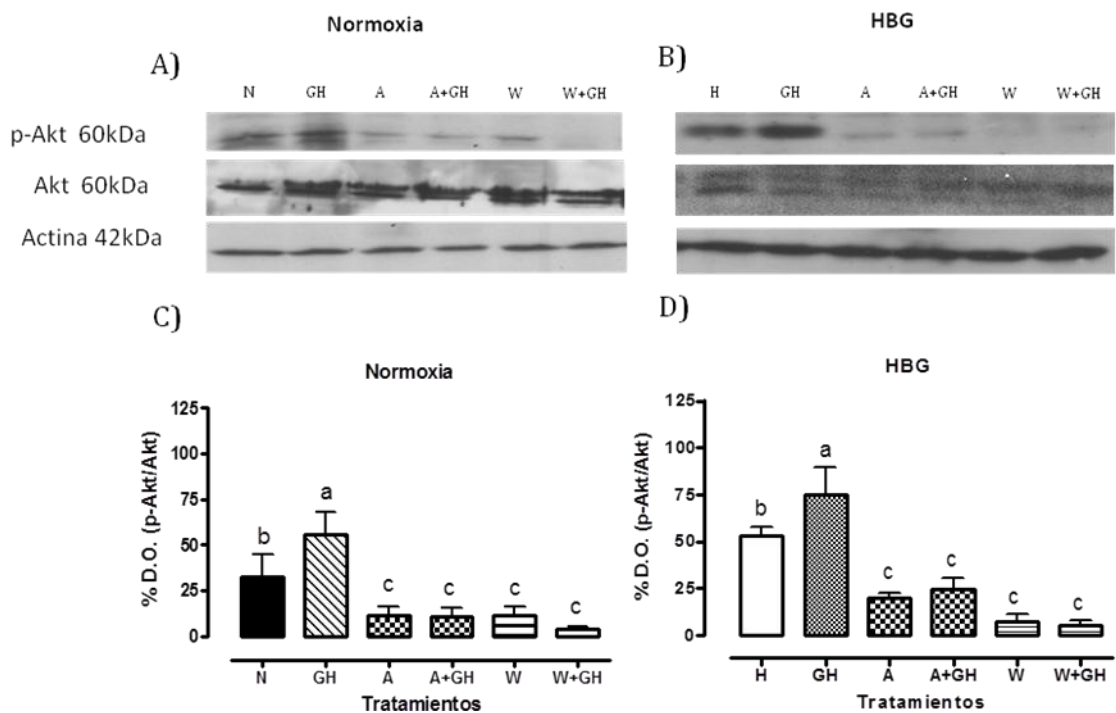 Normoxia
HBG
A)
B)
N GH A A+GH W W+GH
H GH A A+GH W W+GH
p-Akt 60kDa
Akt 60kDa
Actina 42kDa
C)
D)
Normoxia
HBG
% D.O. (p-Akt/Akt)
125
100
75
50
25
0
b a c c c c
N GH A A+GH W W+GH
Tratamientos
% D.O. (p-Akt/Akt)
125
100
75
50
25
0
b a c c c c
H GH A A+GH W W+GH
Tratamientos